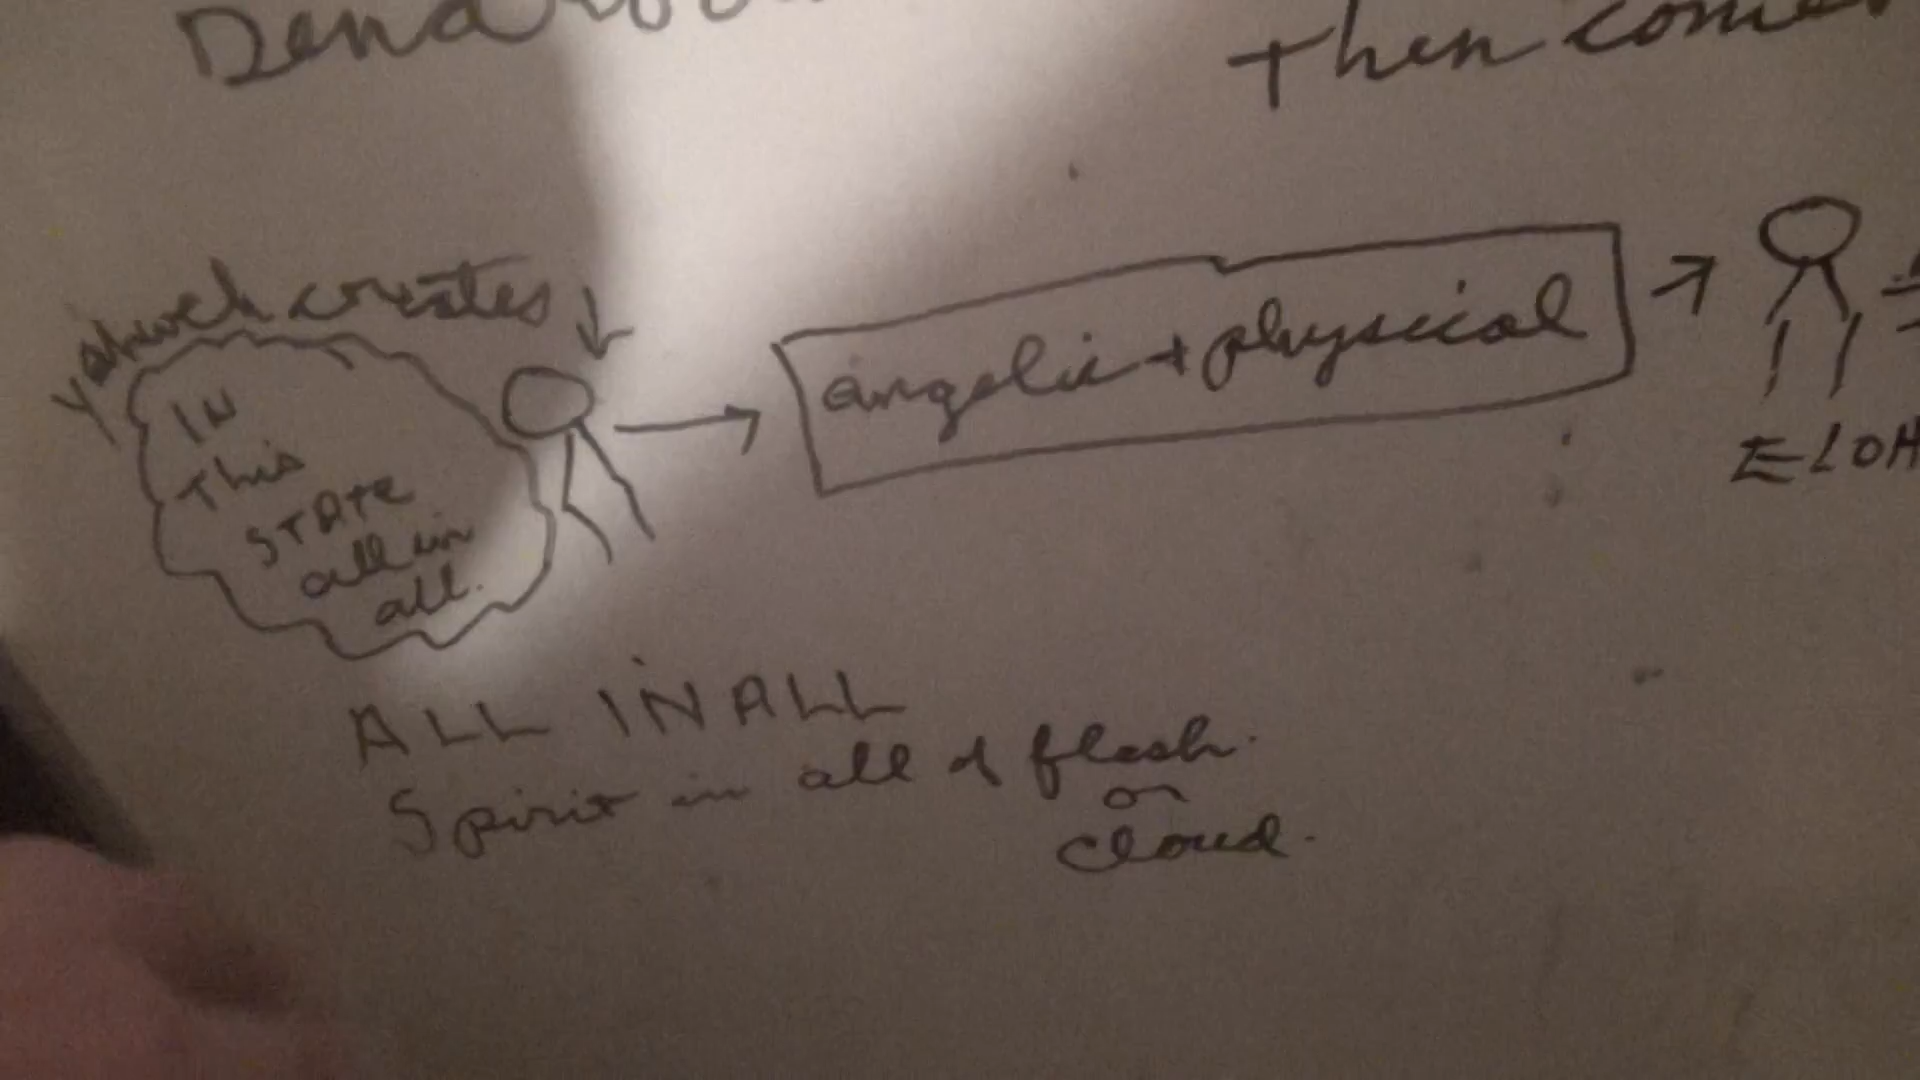 then come
Yahweh creates
IN
This
STATE
all in
all.
angelic + physical
ELOH
ALL IN ALL
Spirit in all of flesh.
or
cloud.